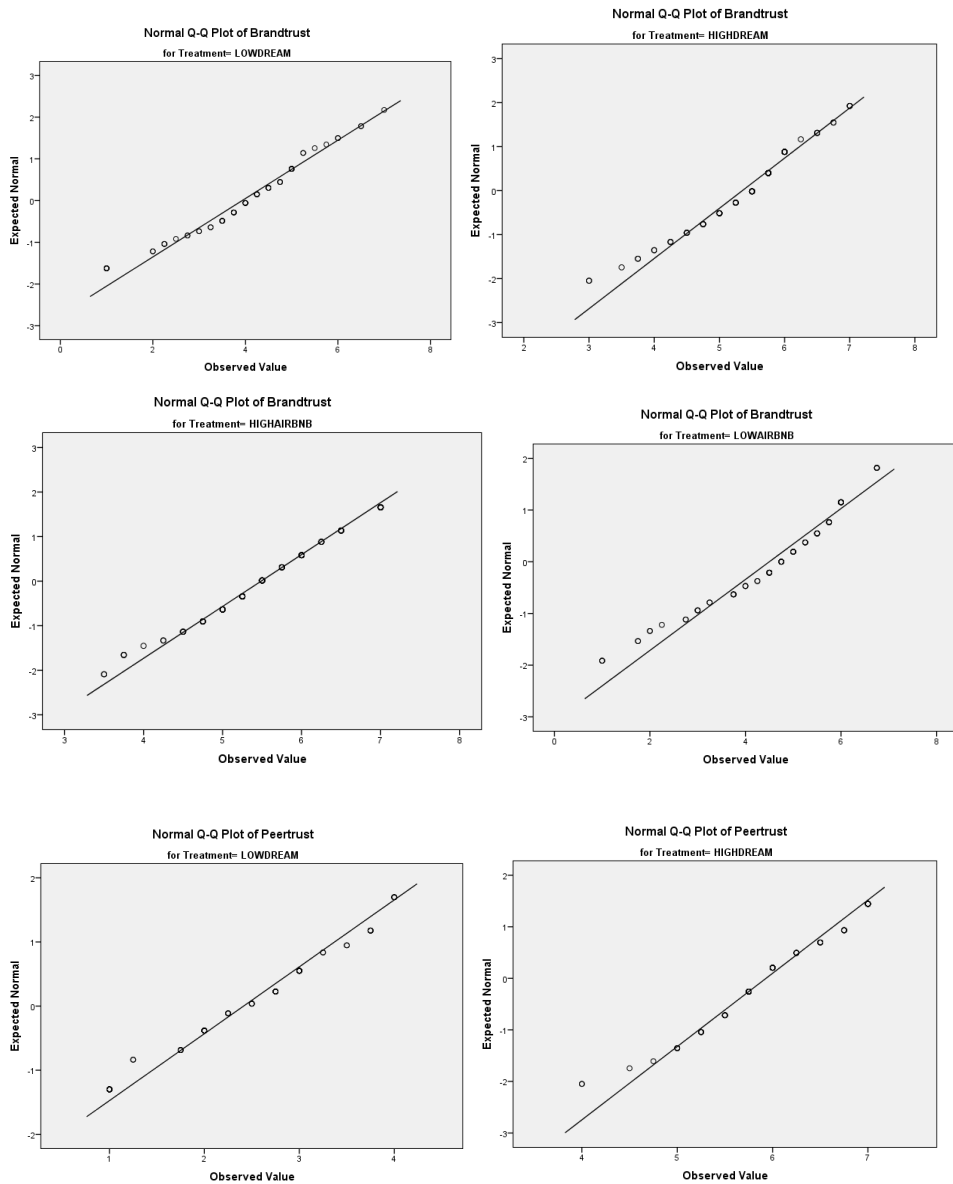 Normal Q-Q Plot of Brandtrust
for Treatment= LOWDREAM
3
2
1
0
-1
-2
-3
Expected Normal
0 2 4 6 8
Observed Value
Normal Q-Q Plot of Brandtrust
for Treatment= HIGHDREAM
3
2
1
0
-1
-2
-3
Expected Normal
2 3 4 5 6 7 8
Observed Value
Normal Q-Q Plot of Brandtrust
for Treatment= HIGHAIRBNB
3
2
1
0
-1
-2
-3
Expected Normal
3 4 5 6 7 8
Observed Value
Normal Q-Q Plot of Brandtrust
for Treatment= LOWAIRBNB
2
1
0
-1
-2
-3
Expected Normal
0 2 4 6 8
Observed Value
Normal Q-Q Plot of Peertrust
for Treatment= LOWDREAM
2
1
0
-1
-2
Expected Normal
1 2 3 4
Observed Value
Normal Q-Q Plot of Peertrust
for Treatment= HIGHDREAM
2
1
0
-1
-2
-3
Expected Normal
4 5 6 7
Observed Value